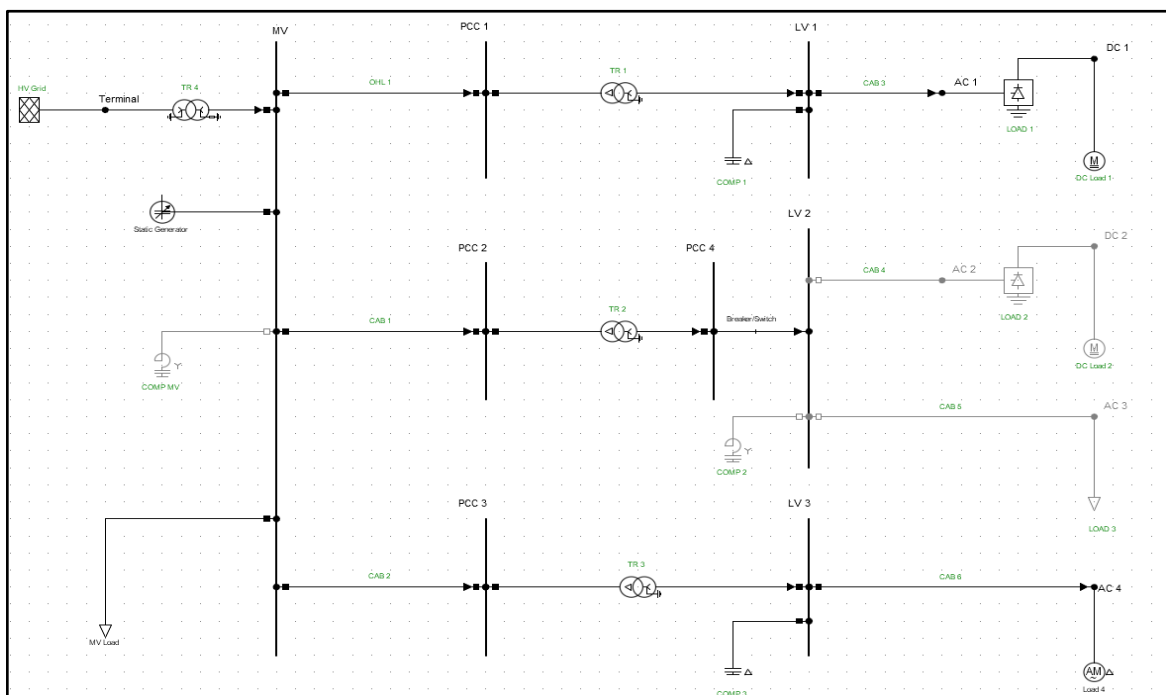 MV
PCC 1
LV 1
DC 1
HV Grid
Terminal
TR 4
OHL 1
TR 1
CAB 3
AC 1
LOAD 1
COMP 1
M
DC Load 1
Static Generator
PCC 2
PCC 4
LV 2
DC 2
CAB 4
AC 2
LOAD 2
CAB 1
TR 2
Breaker/Switch
M
DC Load 2
COMP MV
Y
CAB 5
AC 3
COMP 2
Y
LOAD 3
PCC 3
LV 3
CAB 2
TR 3
CAB 6
AC 4
MV Load
COMP 3
AM
Load 4